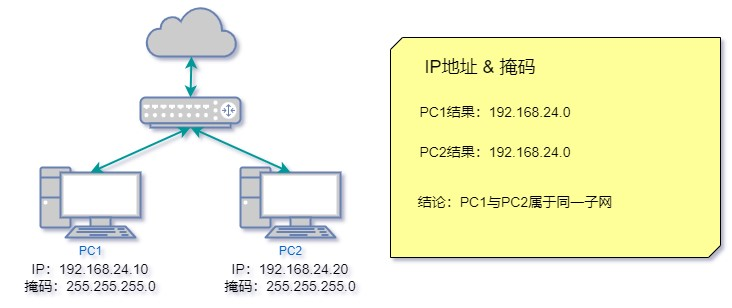 IP地址 & 掩码
PC1结果：192.168.24.0
PC2结果：192.168.24.0
结论：PC1与PC2属于同一子网
PC1
IP：192.168.24.10
掩码：255.255.255.0
PC2
IP：192.168.24.20
掩码：255.255.255.0